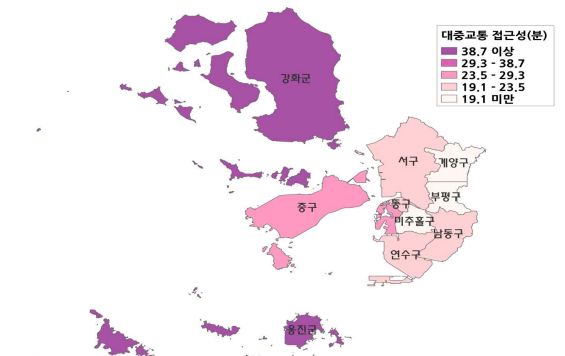 대중교통 접근성(분)
38.7 이상
29.3 - 38.7
23.5 - 29.3
19.1 - 23.5
19.1 미만
강화군
서구
계양구
부평구
동구
중구
미추홀구
남동구
연수구
옹진군